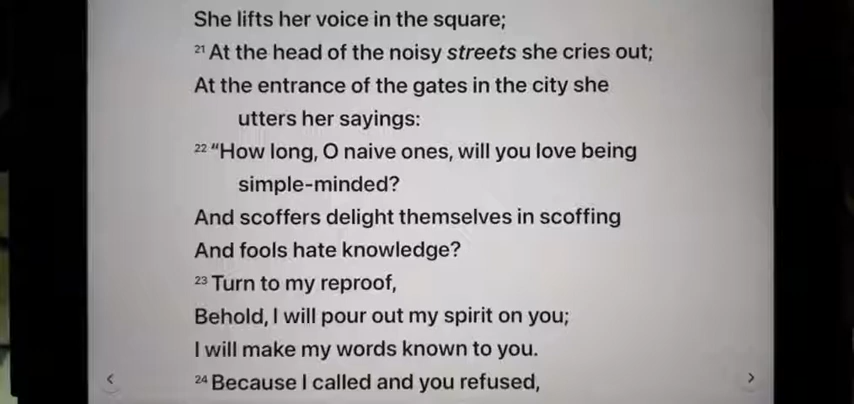 She lifts her voice in the square;
21 At the head of the noisy streets she cries out;
At the entrance of the gates in the city she
utters her sayings:
22 “How long, O naive ones, will you love being
simple-minded?
And scoffers delight themselves in scoffing
And fools hate knowledge?
23 Turn to my reproof,
Behold, I will pour out my spirit on you;
I will make my words known to you.
24 Because I called and you refused,